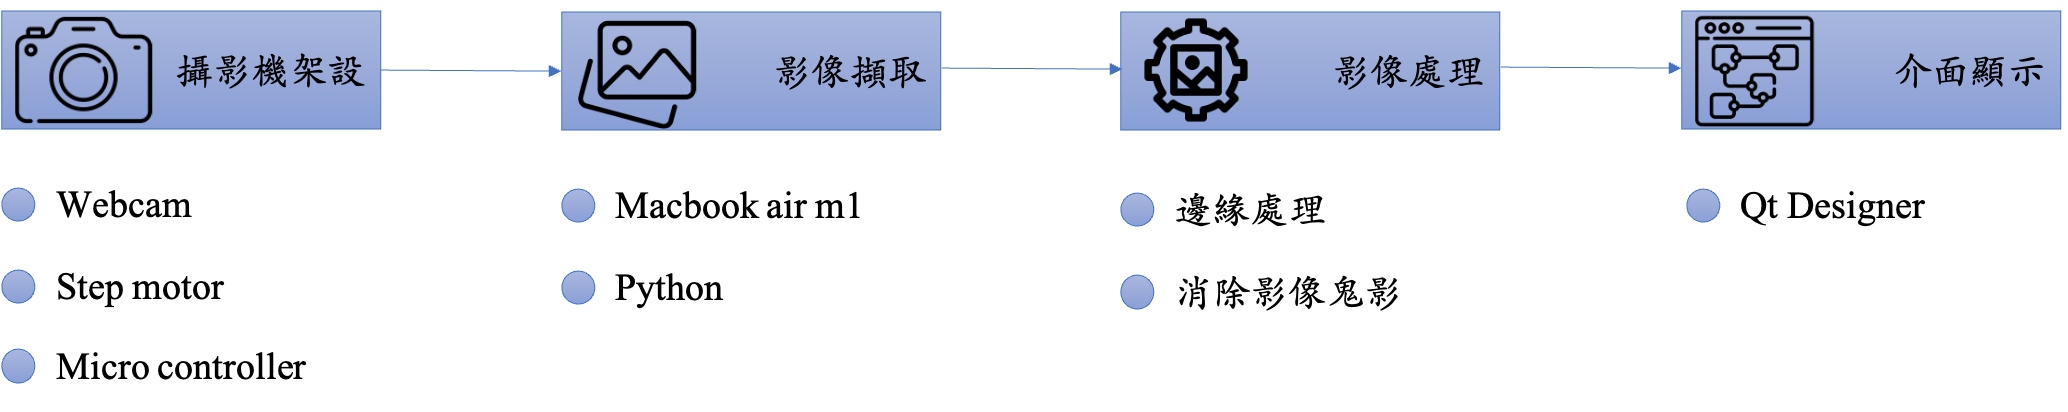 攝影機架設
影像擷取
影像處理
介面顯示
Webcam
Step motor
Micro controller
Macbook air m1
Python
邊緣處理
消除影像鬼影
Qt Designer